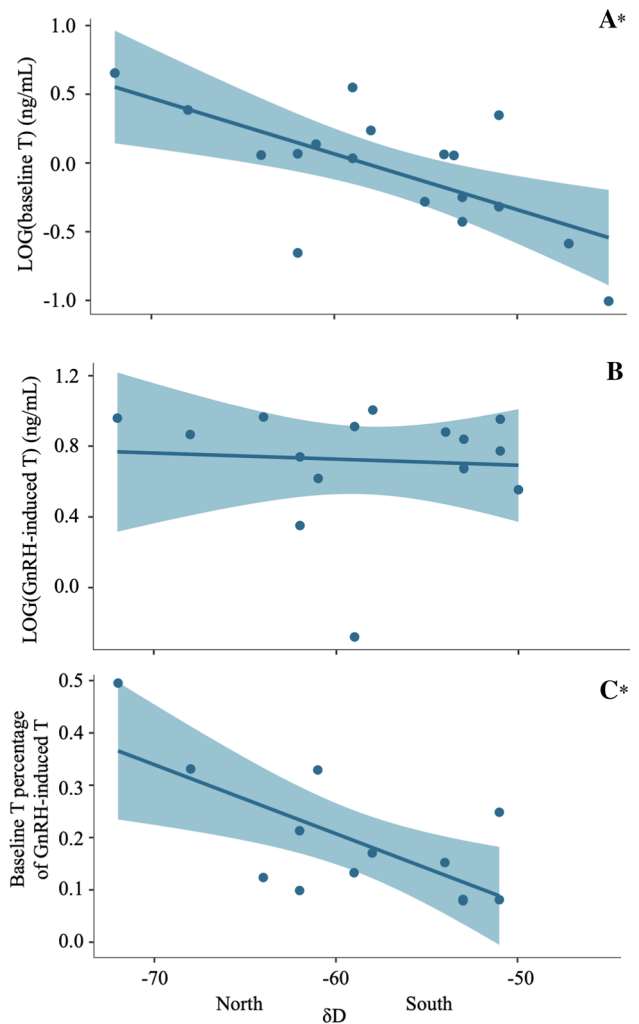 A*
LOG(baseline T) (ng/mL)
1.0
0.5
0.0
-0.5
-1.0
B
LOG(GnRH-induced T) (ng/mL)
1.2
0.8
0.4
0.0
C*
Baseline T percentage
of GnRH-induced T
0.5
0.4
0.3
0.2
0.1
0.0
-70 -60 -50
North South
δD